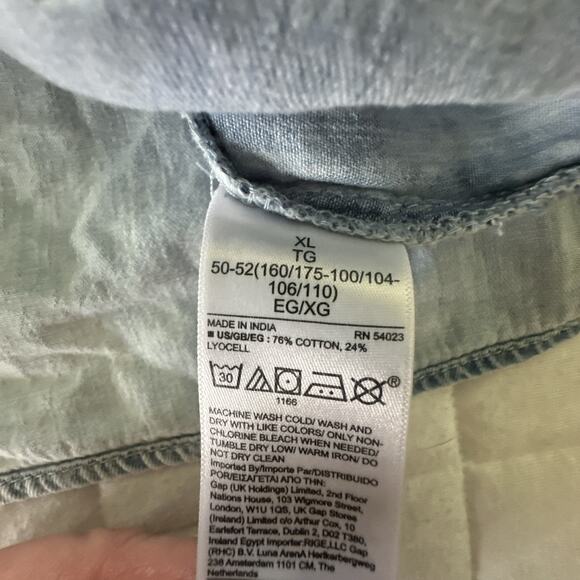 XL
TG
50-52(160/175-100/104-
106/110)
EG/XG
MADE IN INDIA RN 54023
■ US/GB/EG : 76% COTTON, 24%
LYOCELL
30 ®
1166
MACHINE WASH COLD/ WASH AND
DRY WITH LIKE COLORS/ ONLY NON-
CHLORINE BLEACH WHEN NEEDED/
TUMBLE DRY LOW/ WARM IRON/ DO
NOT DRY CLEAN
Imported By/Importe Par/DISTRIBUIDO
POR/ΕΙΣΑΓΕΤΑΙ ΑΠΟ ΤΗΝ:
Gap (UK Holdings) Limited, 2nd Floor
Nations House, 103 Wigmore Street,
London, W1U 1QS, UK Gap Stores
(Ireland) Limited c/o Arthur Cox, 10
Earlsfort Terrace, Dublin 2, D02 T380,
Ireland Egypt Importer:RIGE,LLC Gap
(RHC) B.V. Luna ArenA Herikerbergweg
238 Amsterdam 1101 CM, The
Netherlands